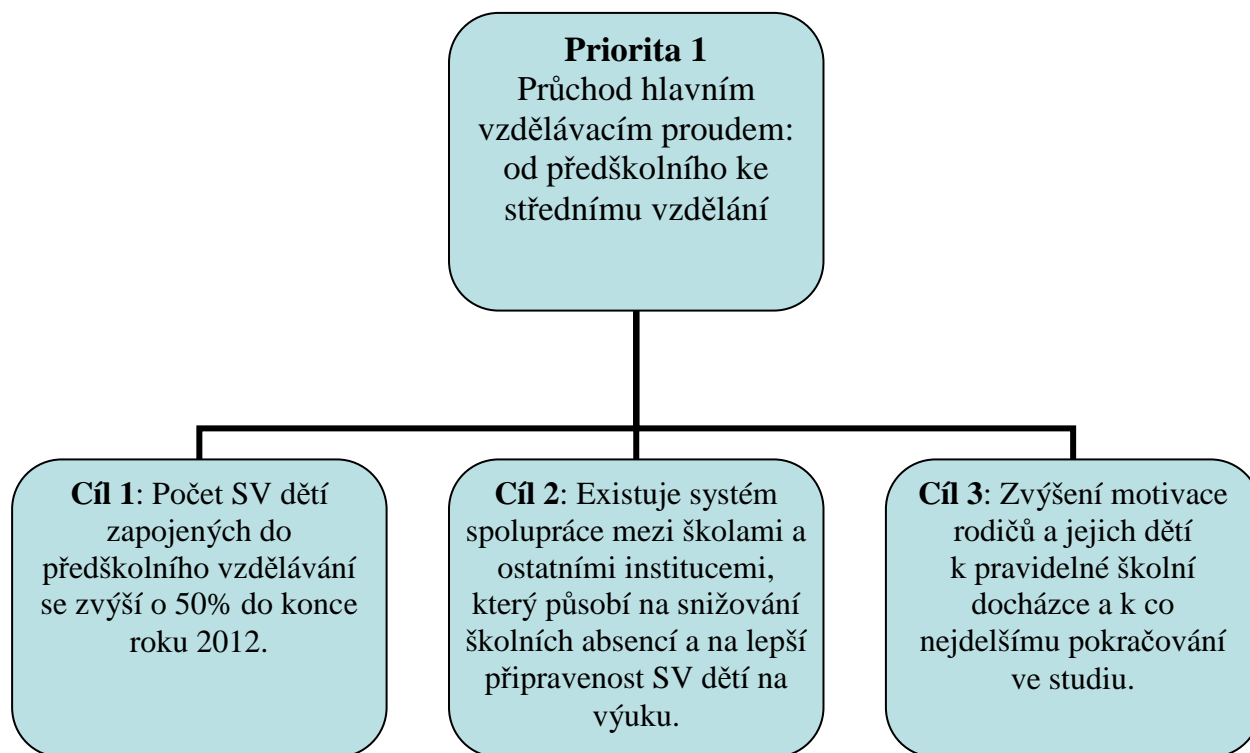 Priorita 1
Průchod hlavním
vzdělávacím proudem:
od předškolního ke
střednímu vzdělání
Cíl 1: Počet SV dětí
zapojených do
předškolního vzdělávání
se zvýší o 50% do konce
roku 2012.
Cíl 2: Existuje systém
spolupráce mezi školami a
ostatními institucemi,
který působí na snižování
školních absencí a na lepší
připravenost SV dětí na
výuku.
Cíl 3: Zvýšení motivace
rodičů a jejich dětí
k pravidelné školní
docházce a k co
nejdelšímu pokračování
ve studiu.